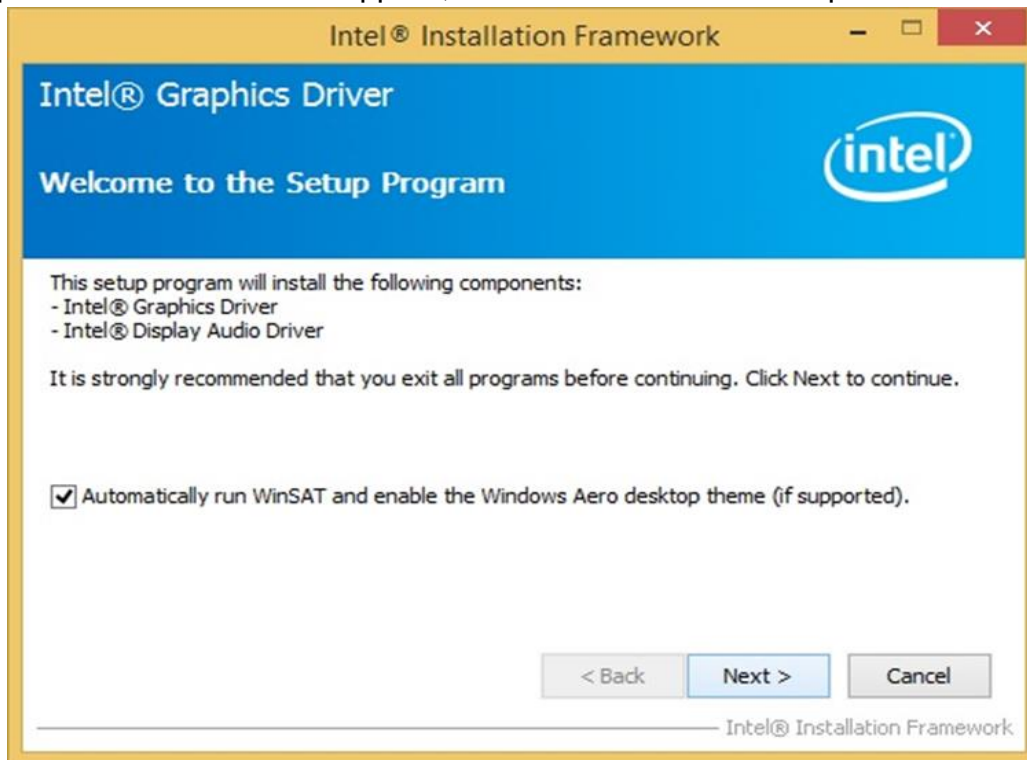 Intel® Installation Framework
Intel® Graphics Driver
intel
Welcome to the Setup Program
This setup program will install the following components:
- Intel® Graphics Driver
- Intel® Display Audio Driver
It is strongly recommended that you exit all programs before continuing. Click Next to continue.
Automatically run WinSAT and enable the Windows Aero desktop theme (if supported).
< Back Next > Cancel
Intel® Installation Framework